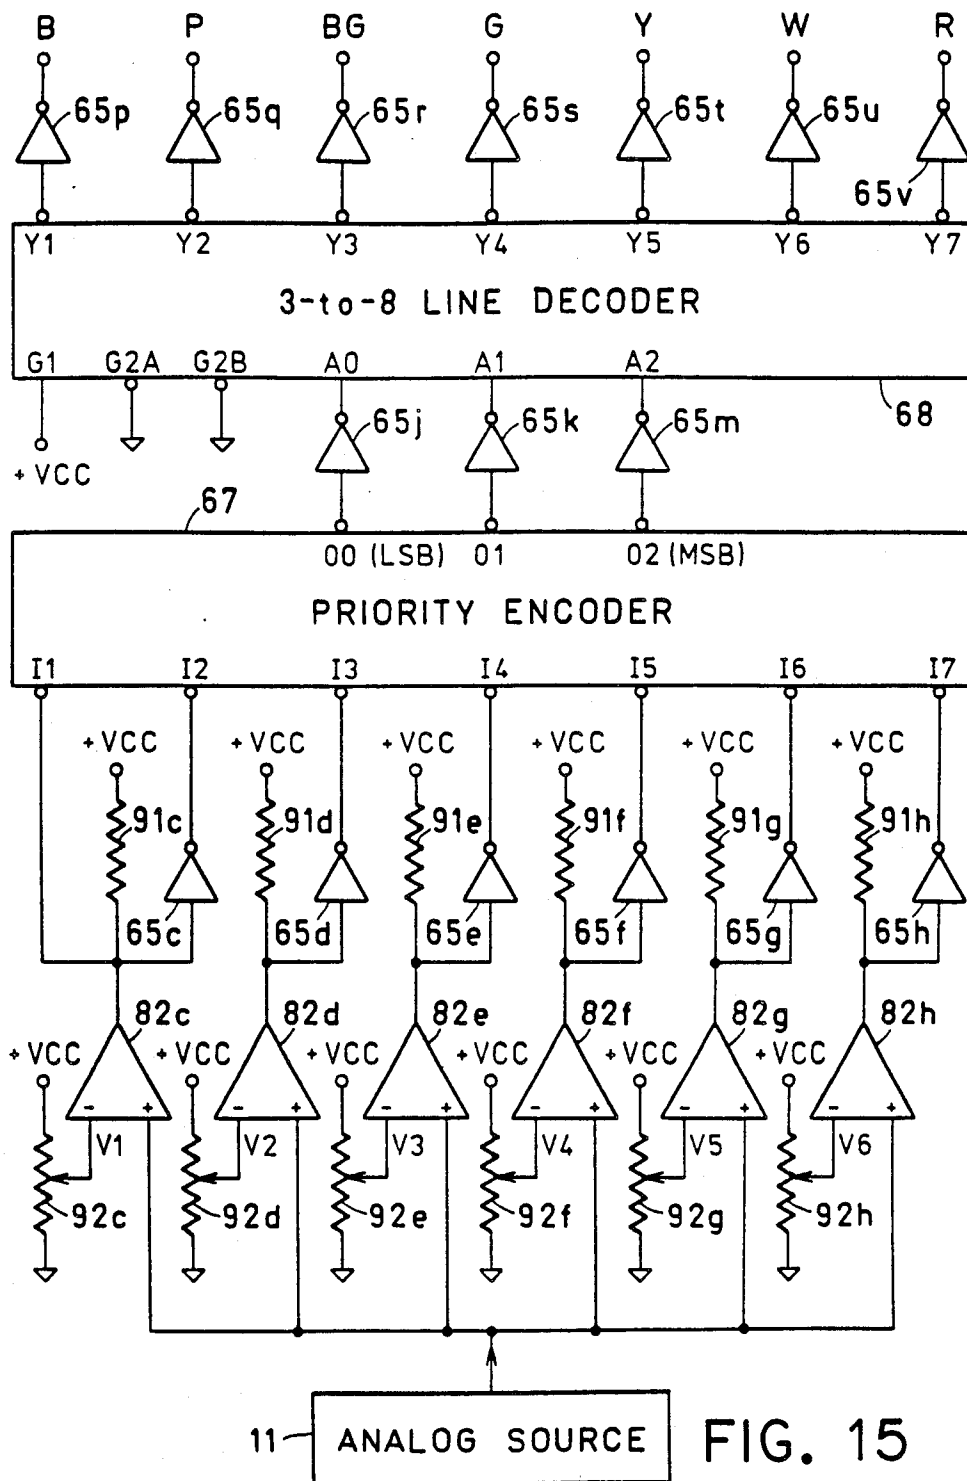 B P BG G Y W R
65p 65q 65r 65s 65t 65u
65v
Y1 Y2 Y3 Y4 Y5 Y6 Y7
3-to-8 LINE DECODER
G1 G2A G2B A0 A1 A2
68
65j 65k 65m
+VCC
67
00 (LSB) 01 02 (MSB)
PRIORITY ENCODER
I1 I2 I3 I4 I5 I6 I7
+VCC +VCC +VCC +VCC +VCC +VCC
91c 91d 91e 91f 91g 91h
65c 65d 65e 65f 65g 65h
82c 82d 82e 82f 82g 82h
+VCC +VCC +VCC +VCC +VCC +VCC
- + - + - + - + - + - +
V1 V2 V3 V4 V5 V6
92c 92d 92e 92f 92g 92h
11 ANALOG SOURCE
FIG. 15